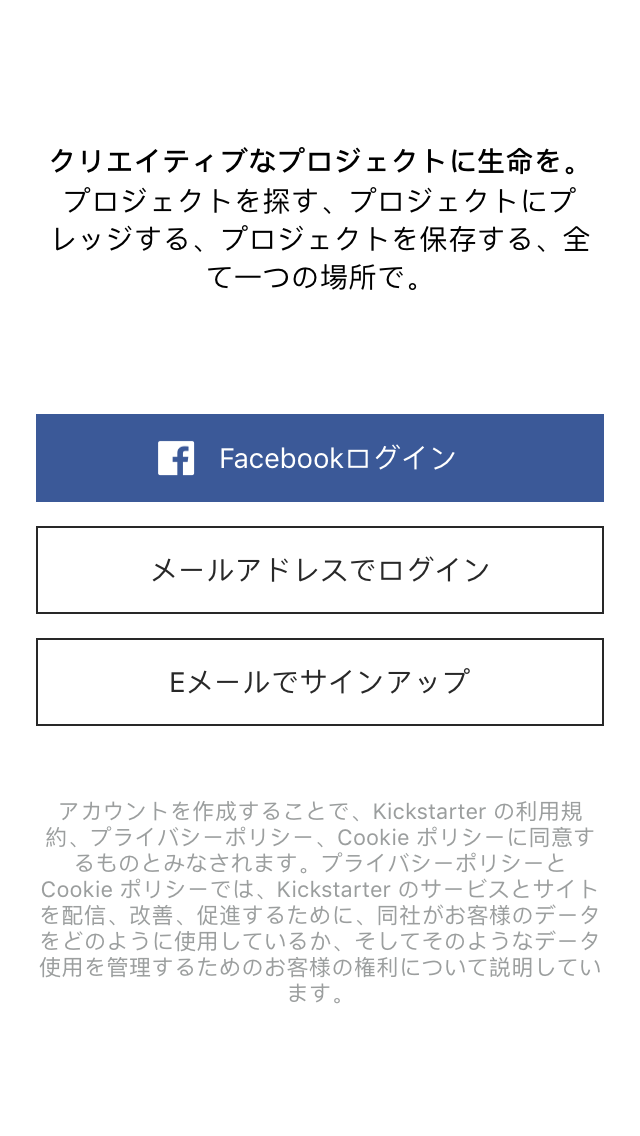 クリエイティブなプロジェクトに生命を。
プロジェクトを探す、プロジェクトにプ
レッジする、プロジェクトを保存する、全
て一つの場所で。
Facebookログイン
メールアドレスでログイン
Eメールでサインアップ
アカウントを作成することで、Kickstarter の利用規
約、プライバシーポリシー、Cookie ポリシーに同意す
るものとみなされます。プライバシーポリシーと
Cookie ポリシーでは、Kickstarter のサービスとサイト
を配信、改善、促進するために、同社がお客様のデータ
をどのように使用しているか、そしてそのようなデータ
使用を管理するためのお客様の権利について説明してい
ます。